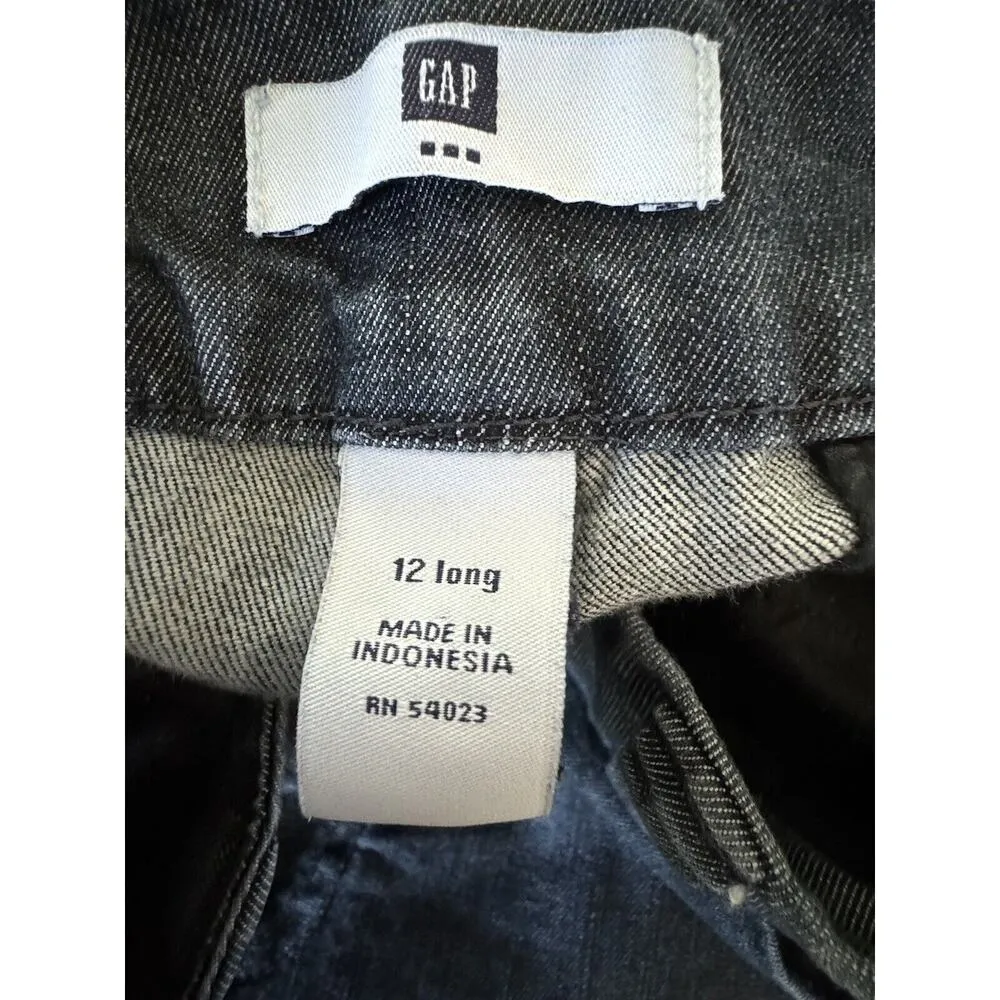 GAP
12 long
MADE IN
INDONESIA
RN 54023